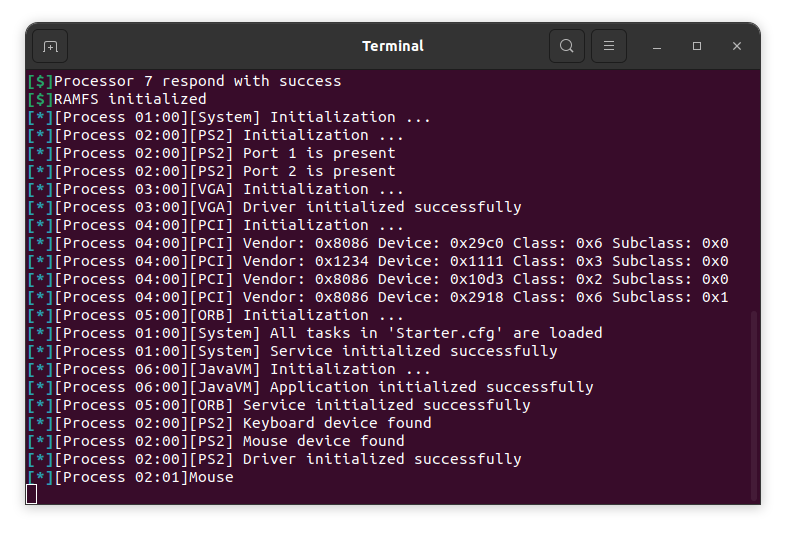 Terminal
[$]Processor 7 respond with success
[$]RAMFS initialized
[*][Process 01:00][System] Initialization ...
[*][Process 02:00][PS2] Initialization ...
[*][Process 02:00][PS2] Port 1 is present
[*][Process 02:00][PS2] Port 2 is present
[*][Process 03:00][VGA] Initialization ...
[*][Process 03:00][VGA] Driver initialized successfully
[*][Process 04:00][PCI] Initialization ...
[*][Process 04:00][PCI] Vendor: 0x8086 Device: 0x29c0 Class: 0x6 Subclass: 0x0
[*][Process 04:00][PCI] Vendor: 0x1234 Device: 0x1111 Class: 0x3 Subclass: 0x0
[*][Process 04:00][PCI] Vendor: 0x8086 Device: 0x10d3 Class: 0x2 Subclass: 0x0
[*][Process 04:00][PCI] Vendor: 0x8086 Device: 0x2918 Class: 0x6 Subclass: 0x1
[*][Process 05:00][ORB] Initialization ...
[*][Process 01:00][System] All tasks in 'Starter.cfg' are loaded
[*][Process 01:00][System] Service initialized successfully
[*][Process 06:00][JavaVM] Initialization ...
[*][Process 06:00][JavaVM] Application initialized successfully
[*][Process 05:00][ORB] Service initialized successfully
[*][Process 02:00][PS2] Keyboard device found
[*][Process 02:00][PS2] Mouse device found
[*][Process 02:00][PS2] Driver initialized successfully
[*][Process 02:01]Mouse